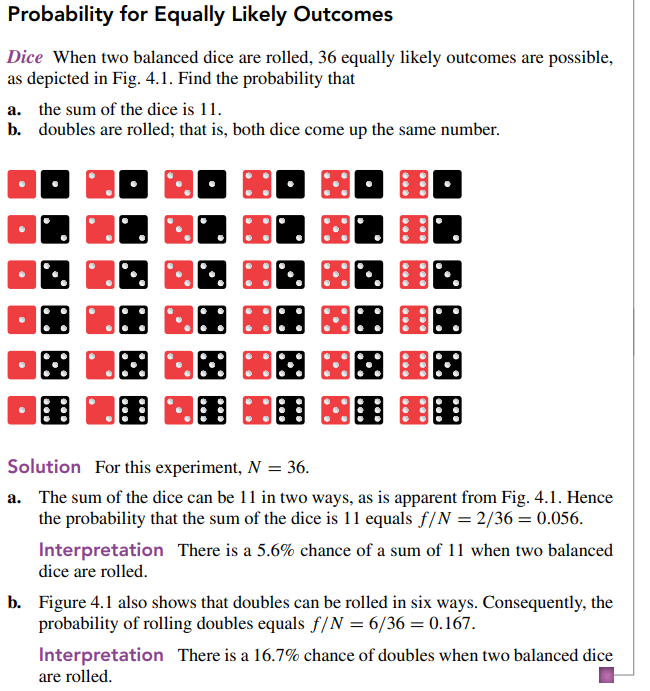 Probability for Equally Likely Outcomes
Dice When two balanced dice are rolled, 36 equally likely outcomes are possible,
as depicted in Fig. 4.1. Find the probability that
a. the sum of the dice is 11.
b. doubles are rolled; that is, both dice come up the same number.
Solution For this experiment, N = 36.
a. The sum of the dice can be 11 in two ways, as is apparent from Fig. 4.1. Hence
the probability that the sum of the dice is 11 equals f/N = 2/36 = 0.056.
Interpretation There is a 5.6% chance of a sum of 11 when two balanced
dice are rolled.
b. Figure 4.1 also shows that doubles can be rolled in six ways. Consequently, the
probability of rolling doubles equals f/N = 6/36 = 0.167.
Interpretation There is a 16.7% chance of doubles when two balanced dice
are rolled.